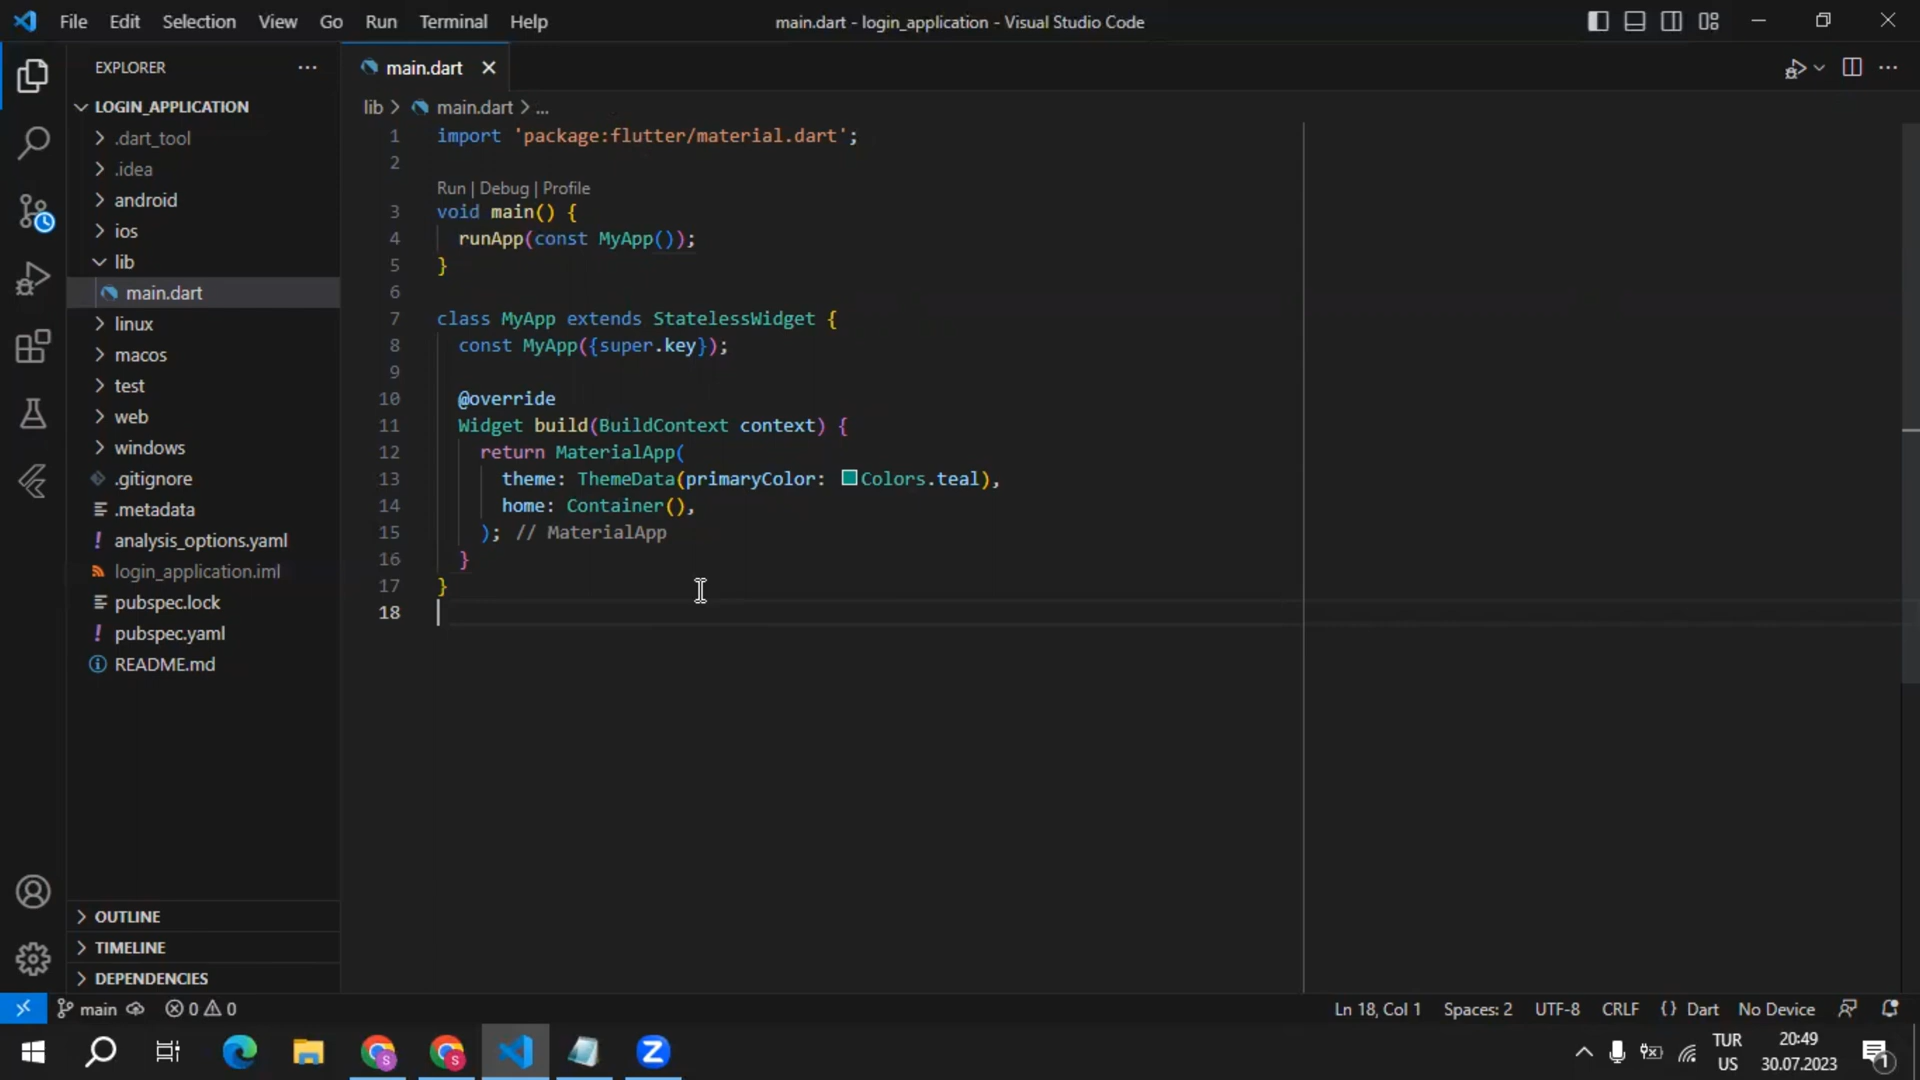 File Edit Selection View Go Run Terminal Help
main.dart - login_application - Visual Studio Code
EXPLORER
LOGIN_APPLICATION
.dart_tool
.idea
android
ios
lib
main.dart
linux
macos
test
web
windows
.gitignore
.metadata
analysis_options.yaml
login_application.iml
pubspec.lock
pubspec.yaml
README.md
OUTLINE
TIMELINE
DEPENDENCIES
main.dart
lib > main.dart > ...
1 import 'package:flutter/material.dart';
2
Run | Debug | Profile
3 void main() {
4 runApp(const MyApp());
5 }
6
7 class MyApp extends StatelessWidget {
8 const MyApp({super.key});
9
10 @override
11 Widget build(BuildContext context) {
12 return MaterialApp(
13 theme: ThemeData(primaryColor: Colors.teal),
14 home: Container(),
15 ); // MaterialApp
16 }
17 }
18
main 0 0 Ln 18, Col 1 Spaces: 2 UTF-8 CRLF {} Dart No Device
TUR 20:49
US 30.07.2023 1